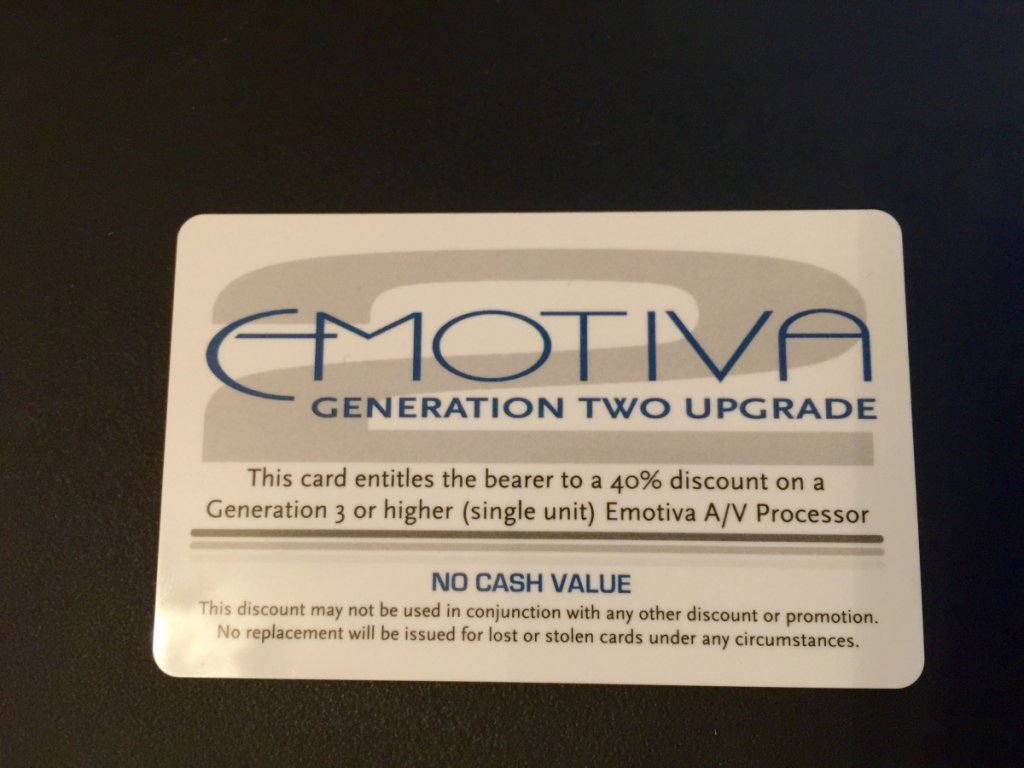 2
EMOTIVA
GENERATION TWO UPGRADE
This card entitles the bearer to a 40% discount on a
Generation 3 or higher (single unit) Emotiva A/V Processor
NO CASH VALUE
This discount may not be used in conjunction with any other discount or promotion.
No replacement will be issued for lost or stolen cards under any circumstances.